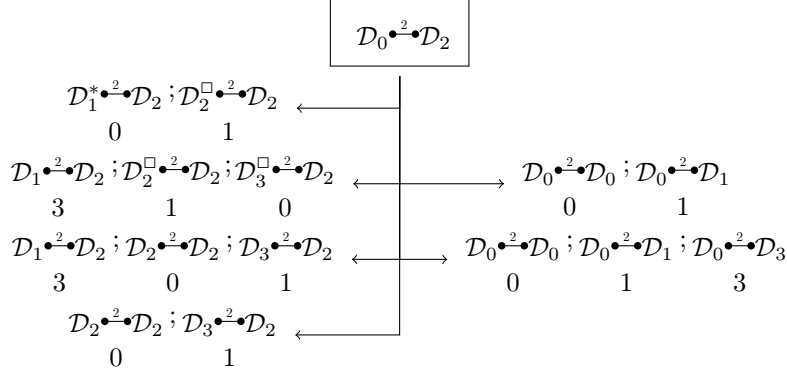 𝒟₀ •—²—• 𝒟₂
𝒟₁* •—²—• 𝒟₂ ; 𝒟₂□ •—²—• 𝒟₂
0 1
𝒟₁ •—²—• 𝒟₂ ; 𝒟₂□ •—²—• 𝒟₂ ; 𝒟₃□ •—²—• 𝒟₂ 𝒟₀ •—²—• 𝒟₀ ; 𝒟₀ •—²—• 𝒟₁
3 1 0 0 1
𝒟₁ •—²—• 𝒟₂ ; 𝒟₂ •—²—• 𝒟₂ ; 𝒟₃ •—²—• 𝒟₂ 𝒟₀ •—²—• 𝒟₀ ; 𝒟₀ •—²—• 𝒟₁ ; 𝒟₀ •—²—• 𝒟₃
3 0 1 0 1 3
𝒟₂ •—²—• 𝒟₂ ; 𝒟₃ •—²—• 𝒟₂
0 1